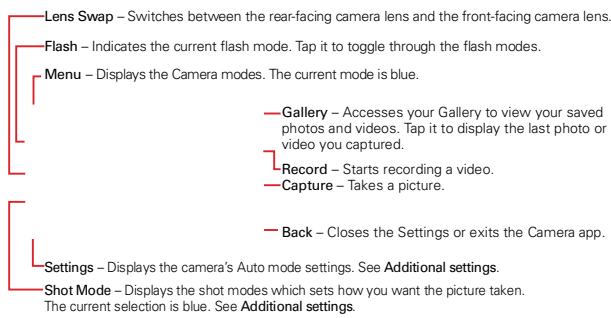 Lens Swap – Switches between the rear-facing camera lens and the front-facing camera lens.
Flash – Indicates the current flash mode. Tap it to toggle through the flash modes.
Menu – Displays the Camera modes. The current mode is blue.
Gallery – Accesses your Gallery to view your saved
photos and videos. Tap it to display the last photo or
video you captured.
Record – Starts recording a video.
Capture – Takes a picture.
Back – Closes the Settings or exits the Camera app.
Settings – Displays the camera's Auto mode settings. See Additional settings.
Shot Mode – Displays the shot modes which sets how you want the picture taken.
The current selection is blue. See Additional settings.